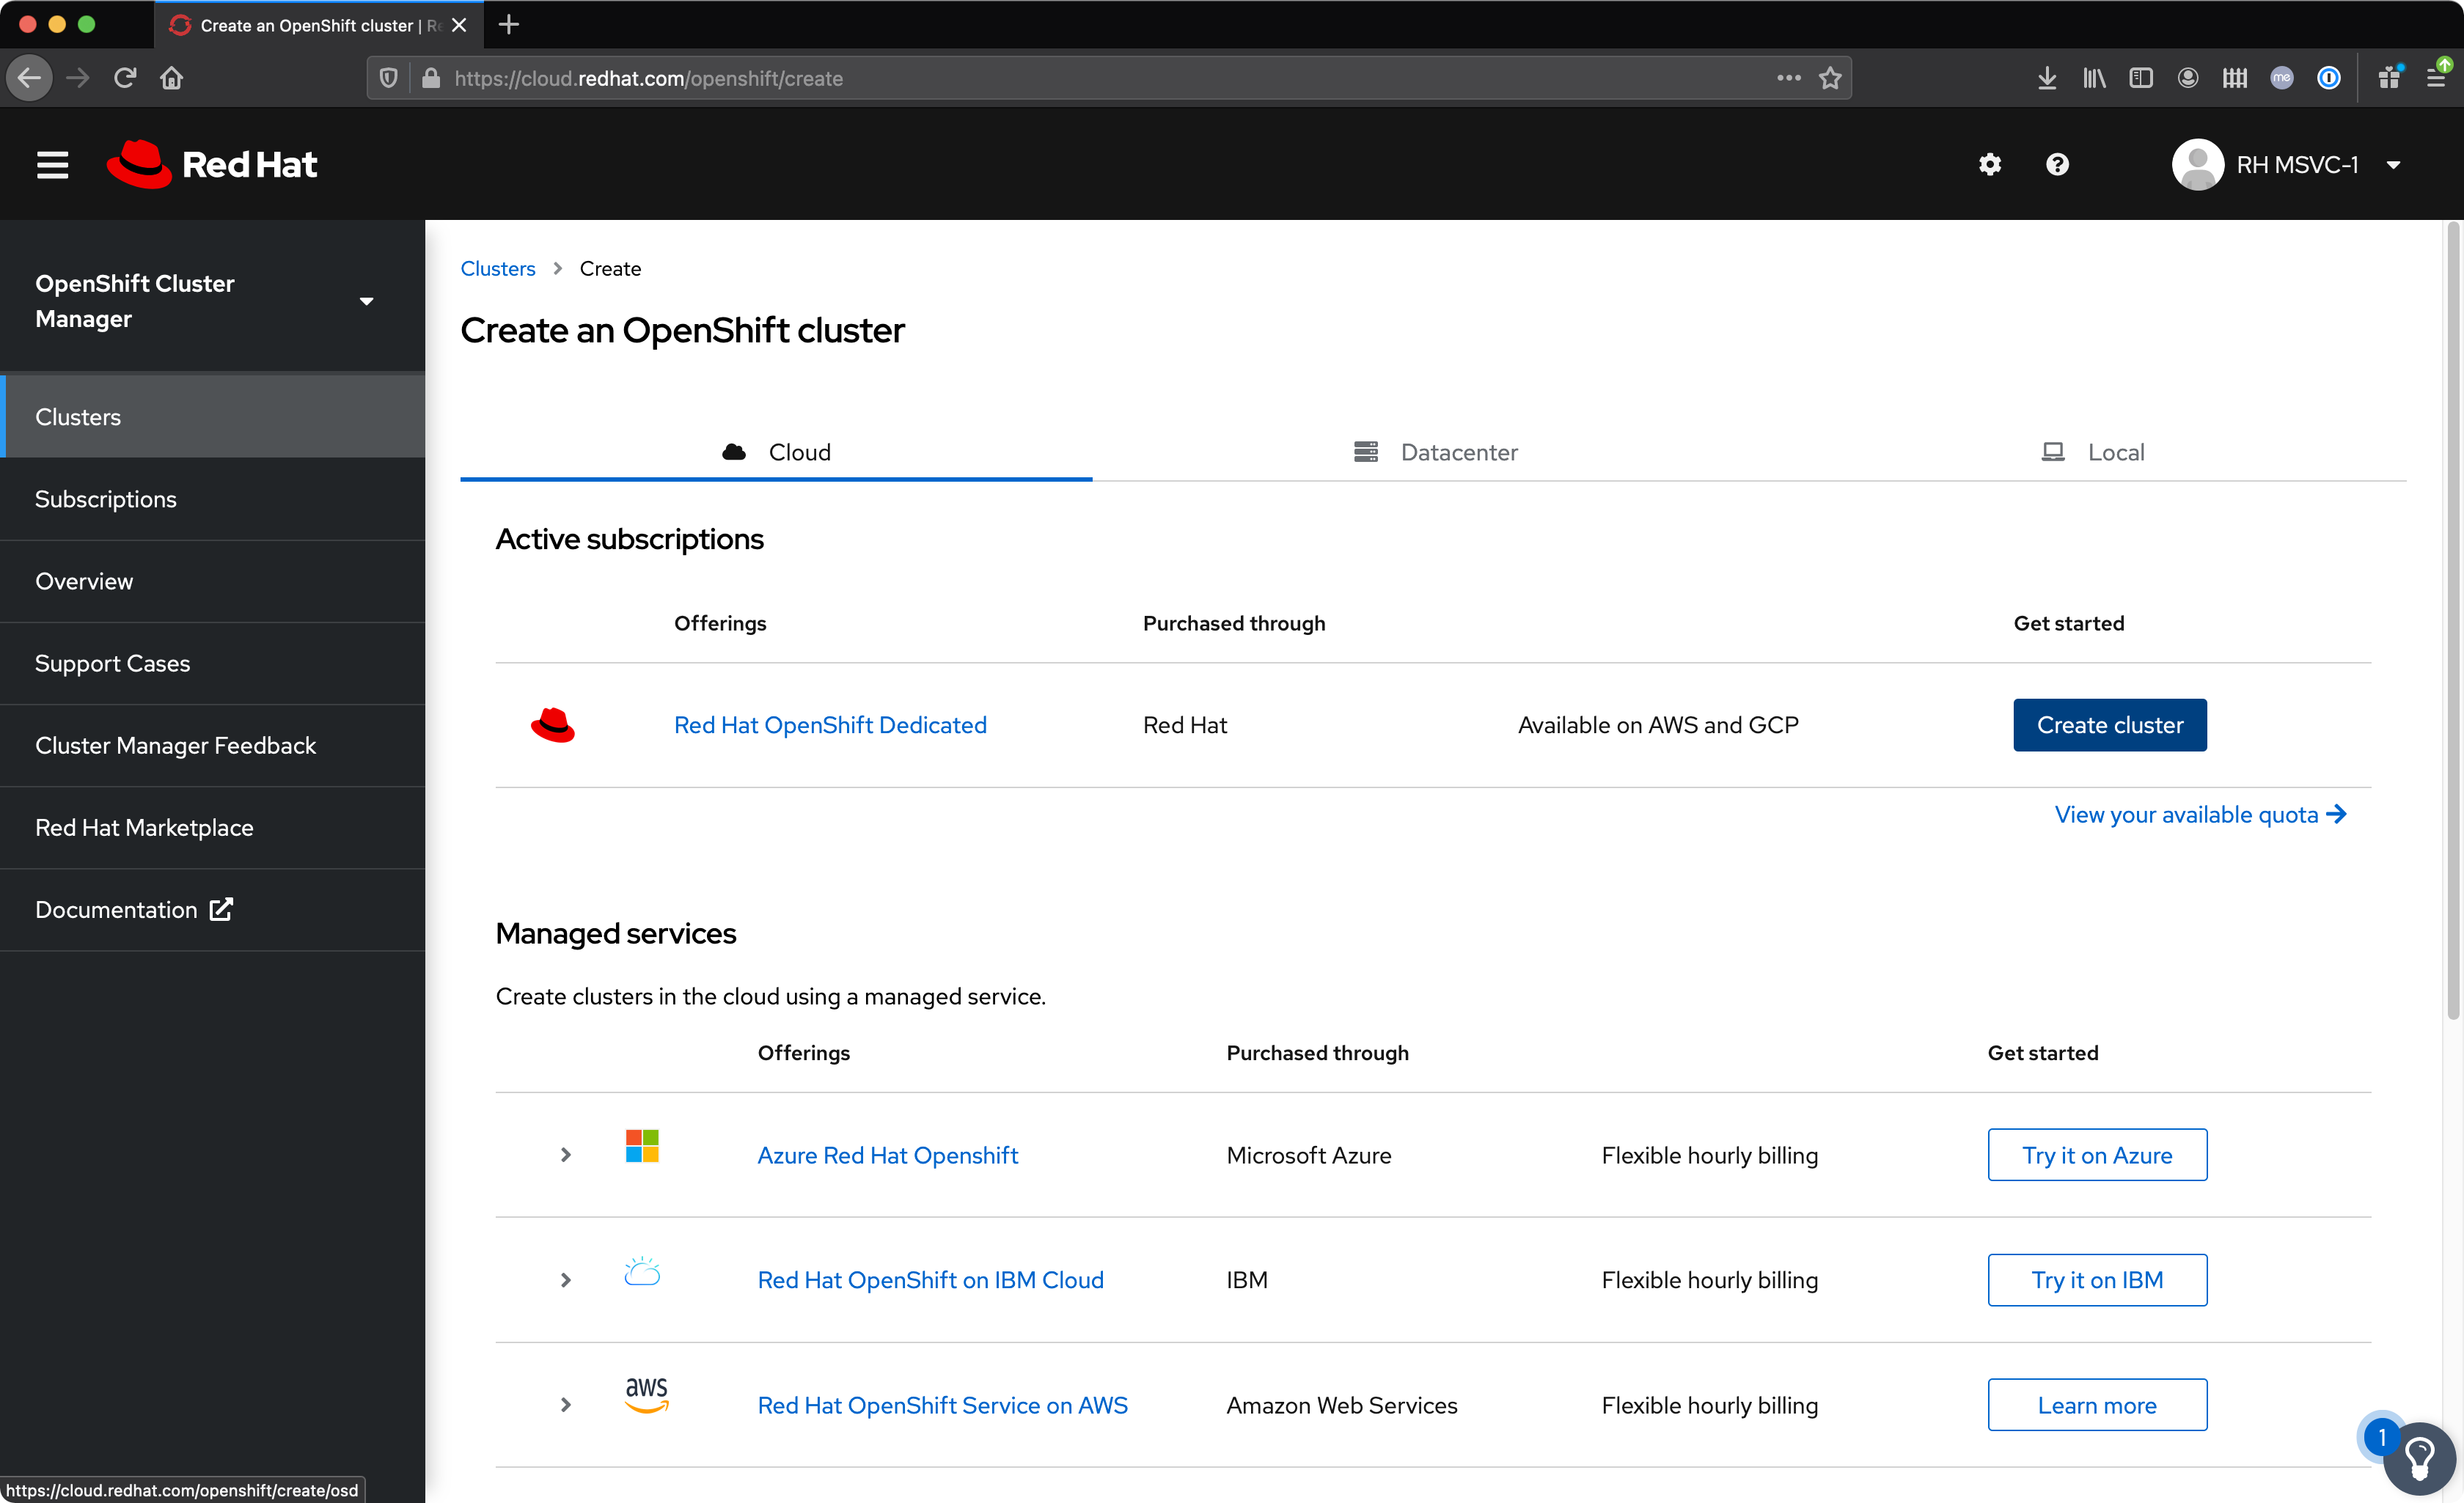 Create an OpenShift cluster | Re
https://cloud.redhat.com/openshift/create
me
Red Hat
RH MSVC-1
OpenShift Cluster
Manager
Clusters
Subscriptions
Overview
Support Cases
Cluster Manager Feedback
Red Hat Marketplace
Documentation
Clusters > Create
Create an OpenShift cluster
Cloud
Datacenter
Local
Active subscriptions
Offerings Purchased through Get started
Red Hat OpenShift Dedicated Red Hat Available on AWS and GCP Create cluster
View your available quota
Managed services
Create clusters in the cloud using a managed service.
Offerings Purchased through Get started
Azure Red Hat Openshift Microsoft Azure Flexible hourly billing Try it on Azure
Red Hat OpenShift on IBM Cloud IBM Flexible hourly billing Try it on IBM
aws Red Hat OpenShift Service on AWS Amazon Web Services Flexible hourly billing Learn more
1
https://cloud.redhat.com/openshift/create/osd